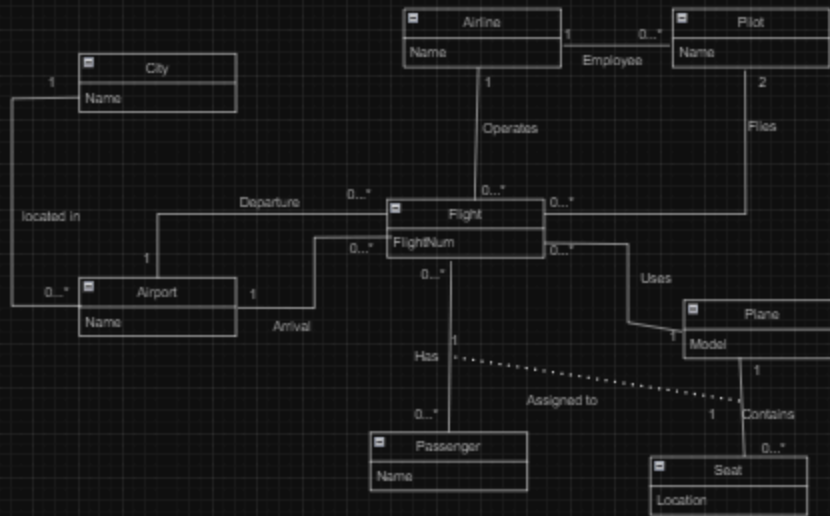 Airline
Pilot
1
0...*
Name
Name
Employee
City
1
Name
1
2
Operates
Flies
0...*
0...*
0...*
Departure
located in
Flight
FlightNum
0...*
0...*
1
0...*
Uses
0...*
Airport
1
Name
Arrival
Plane
1
Model
1
Has
1
Assigned to
0...*
1
Contains
Passenger
0...*
Name
Seat
Location